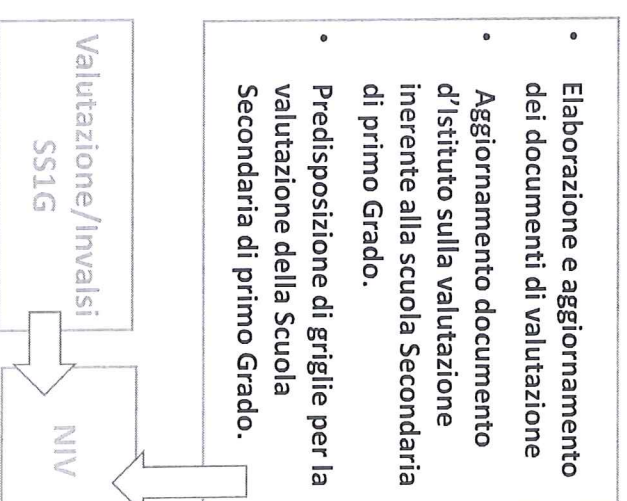 • Elaborazione e aggiornamento
dei documenti di valutazione
• Aggiornamento documento
d'Istituto sulla valutazione
inerente alla scuola Secondaria
di primo Grado.
• Predisposizione di griglie per la
valutazione della Scuola
Secondaria di primo Grado.
Valutazione/Invalsi
SS1G
NIV